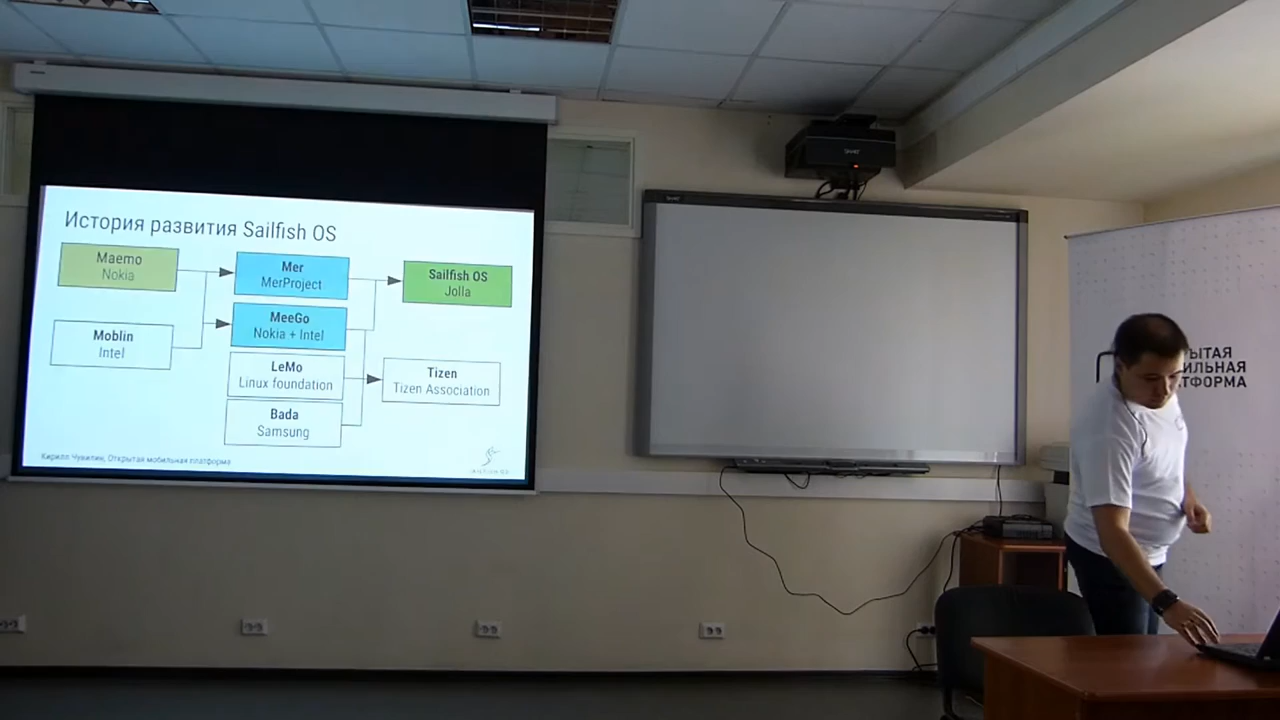 История развития Sailfish OS
Maemo
Nokia
Mer
MerProject
Sailfish OS
Jolla
MeeGo
Nokia + Intel
Moblin
Intel
LeMo
Linux foundation
Tizen
Tizen Association
Bada
Samsung
Кирилл Чувилин, Открытая мобильная платформа
SMART
ЫТАЯ
ИЛЬНАЯ
ТФОРМА